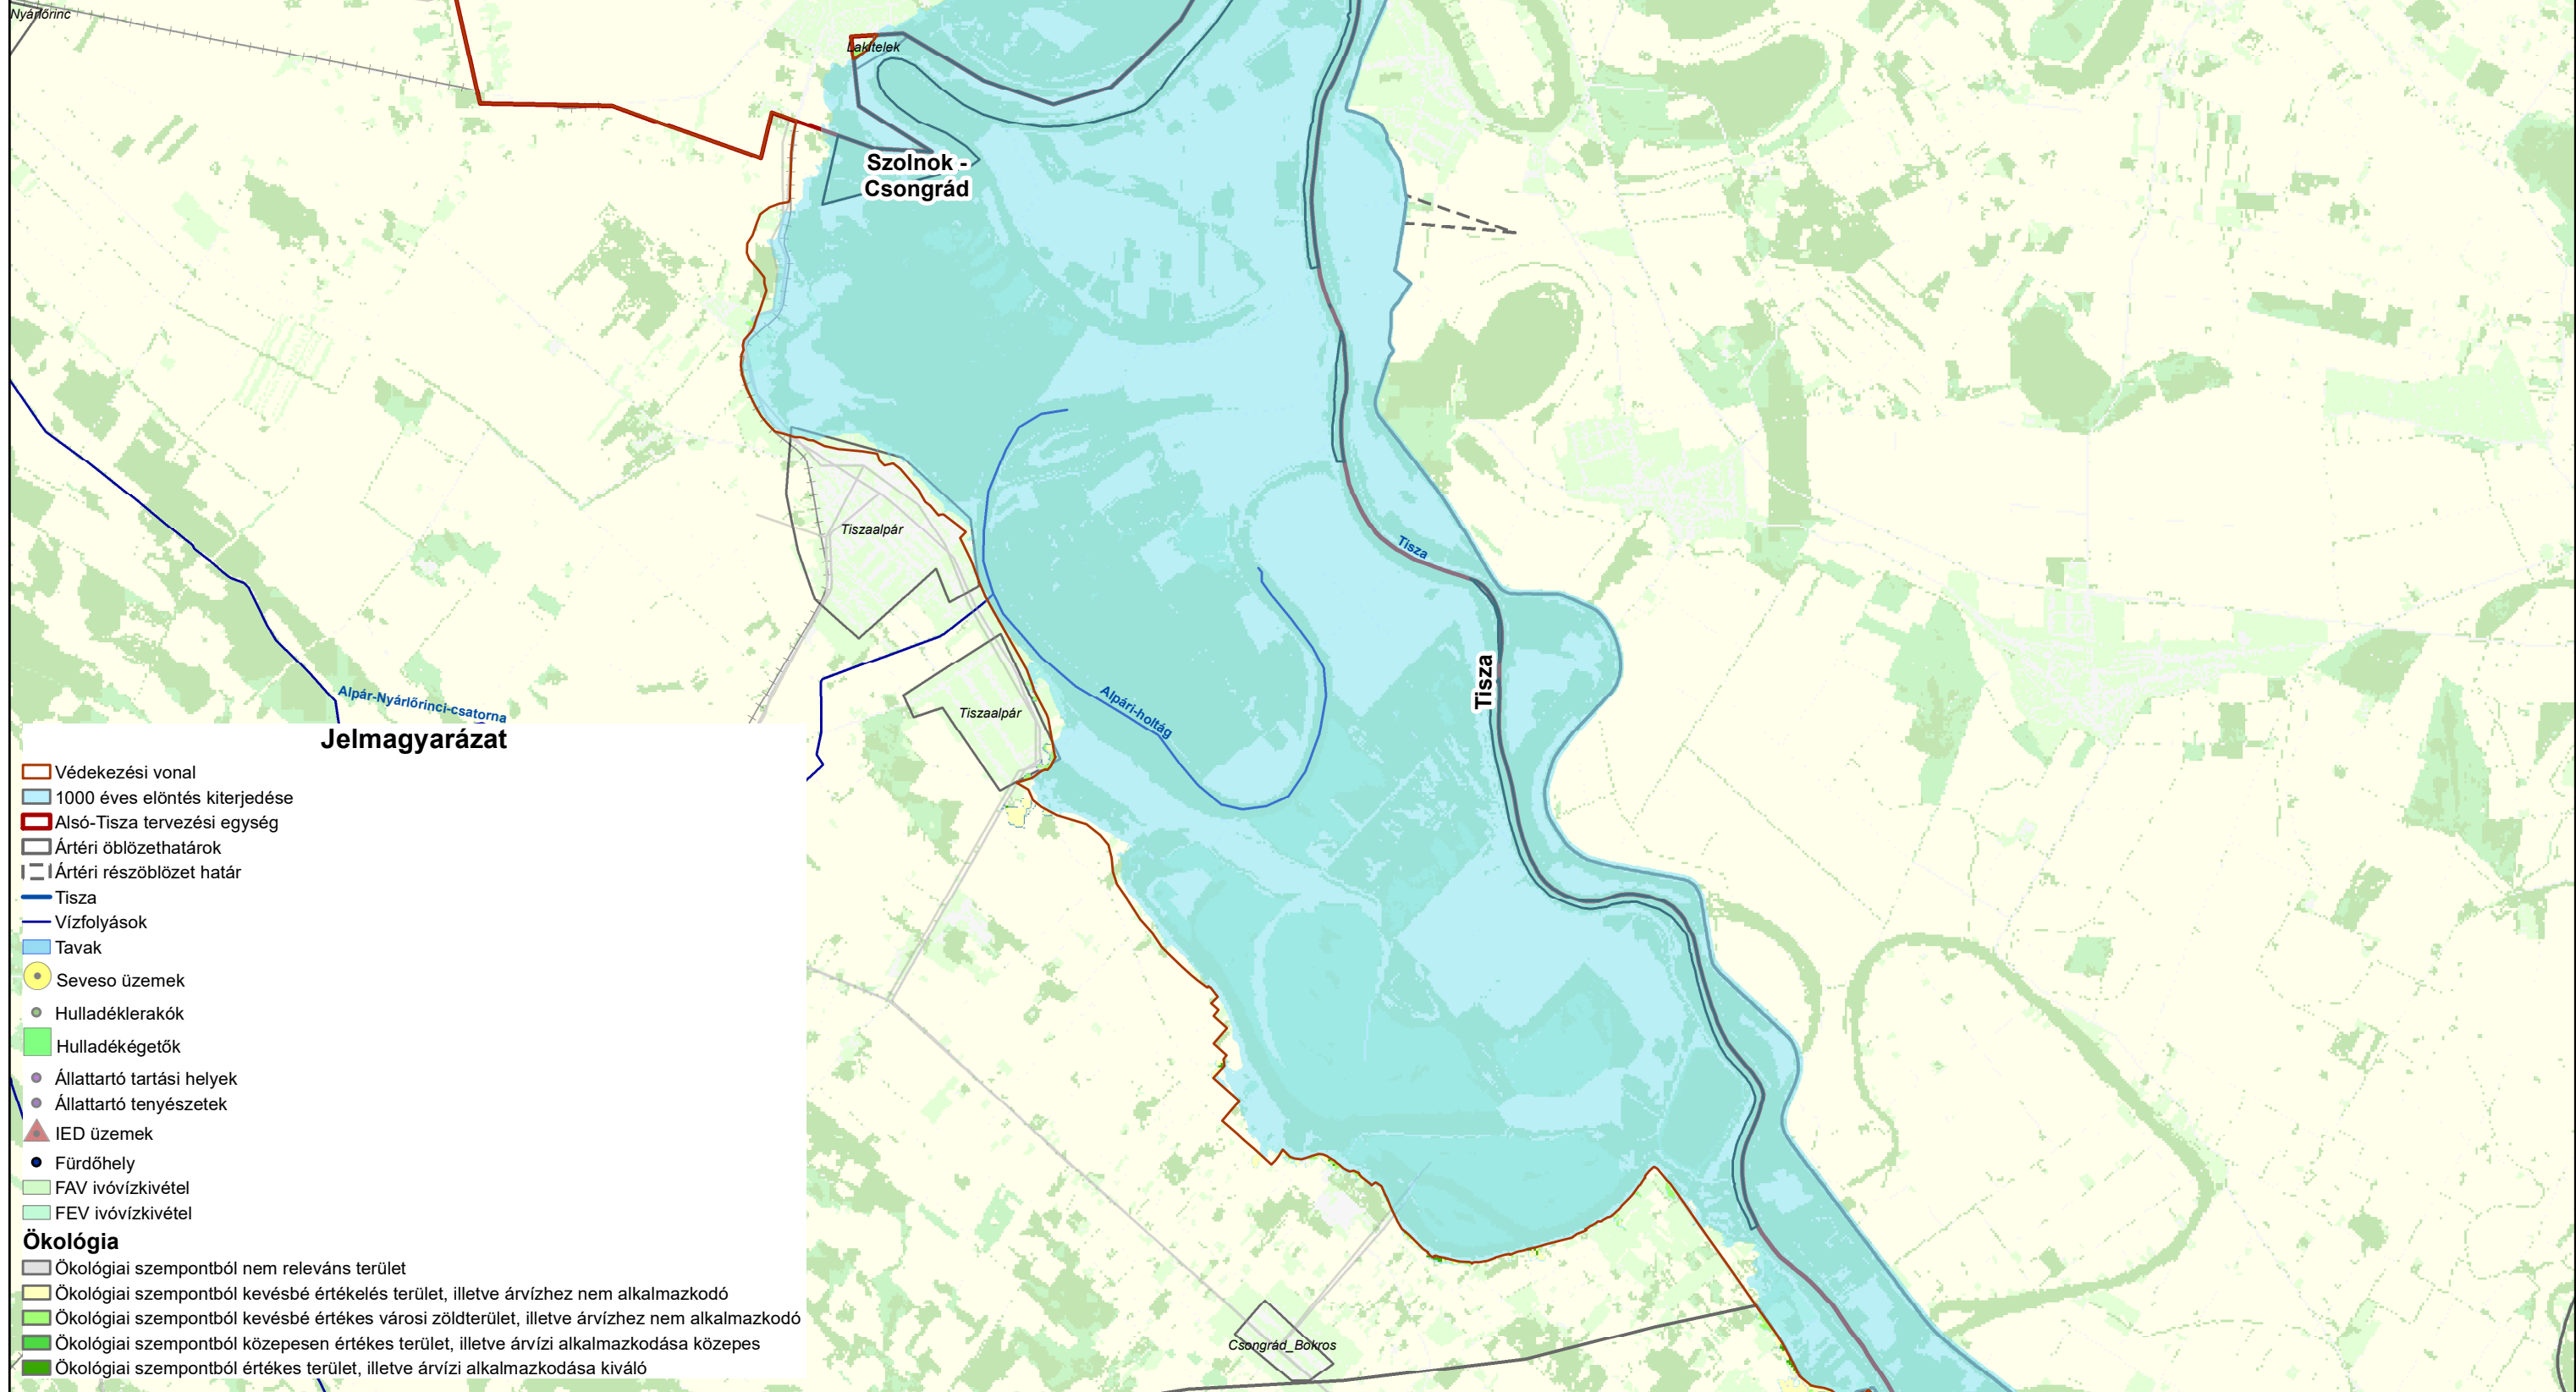 Nyárlőrinc
Lakitelek
Szolnok -
Csongrád
Tiszaalpár
Tisza
Tisza
Alpár-Nyárlőrinci-csatorna
Tiszaalpár
Alpári-holtág
Csongrád_Bokros
Jelmagyarázat
Védekezési vonal
1000 éves elöntés kiterjedése
Alsó-Tisza tervezési egység
Ártéri öblözethatárok
Ártéri részöblözet határ
Tisza
Vízfolyások
Tavak
Seveso üzemek
Hulladéklerakók
Hulladékégetők
Állattartó tartási helyek
Állattartó tenyészetek
IED üzemek
Fürdőhely
FAV ivóvízkivétel
FEV ivóvízkivétel
Ökológia
Ökológiai szempontból nem releváns terület
Ökológiai szempontból kevésbé értékelés terület, illetve árvízhez nem alkalmazkodó
Ökológiai szempontból kevésbé értékes városi zöldterület, illetve árvízhez nem alkalmazkodó
Ökológiai szempontból közepesen értékes terület, illetve árvízi alkalmazkodása közepes
Ökológiai szempontból értékes terület, illetve árvízi alkalmazkodása kiváló